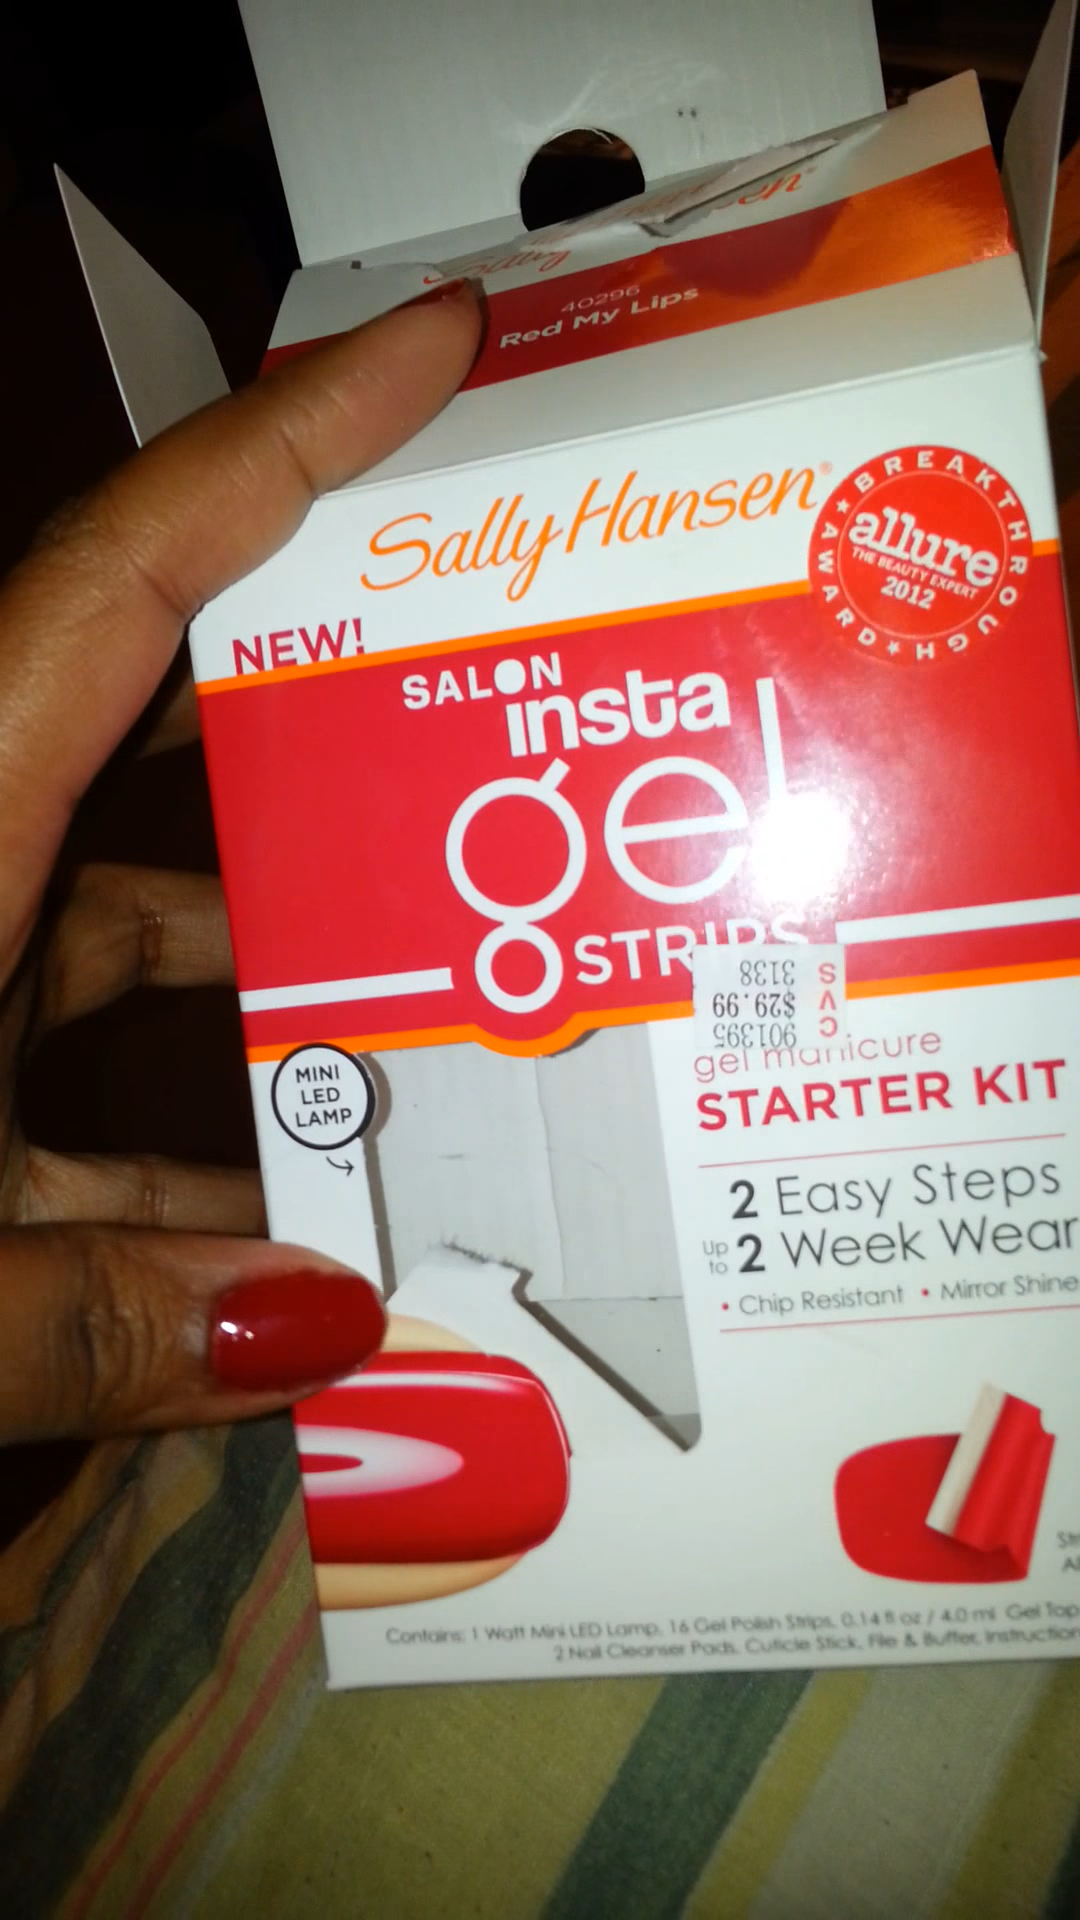 40296
Red My Lips
Sally Hansen®
BREAKTHROUGH AWARD
allure
THE BEAUTY EXPERT
2012
NEW!
SALON
insta
gel
STRIPS
3138
$29.99
901395
CVS
gel manicure
STARTER KIT
MINI
LED
LAMP
2 Easy Steps
Up to 2 Week Wear
• Chip Resistant • Mirror Shine
Contains: 1 Watt Mini LED Lamp, 16 Gel Polish Strips, 0.14 fl oz / 4.0 ml Gel Top
2 Nail Cleanser Pads, Cuticle Stick, File & Buffer, Instruction